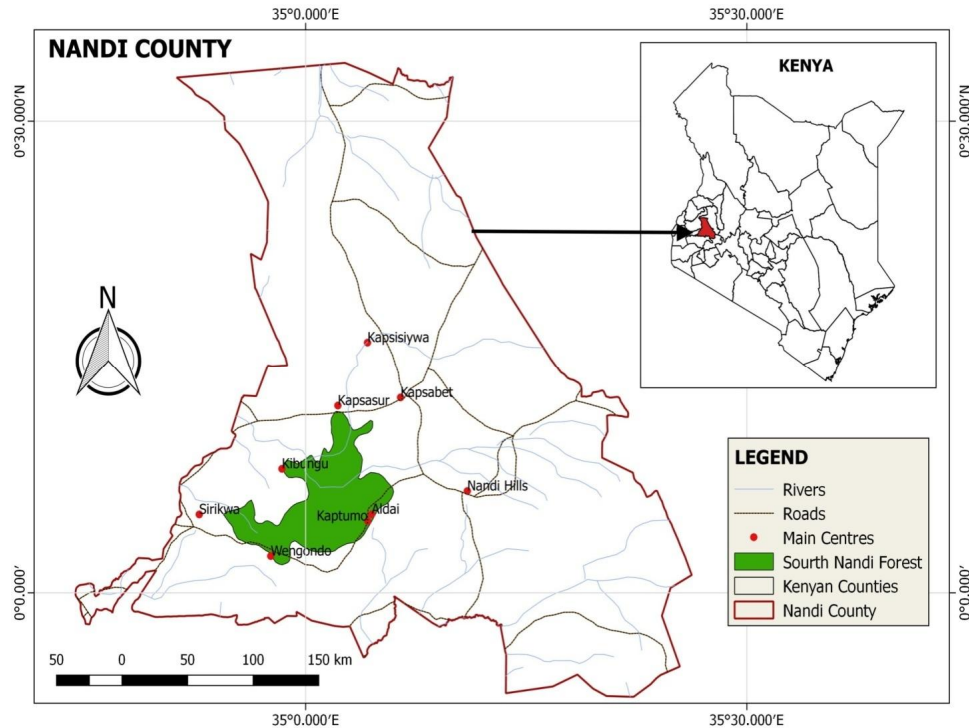 35°0.000'E
35°30.000'E
NANDI COUNTY
KENYA
0°30.000'N
0°30.000'N
N
Kapsisiywa
Kapsabet
Kapsasur
Kibungu
Nandi Hills
Sirikwa
Aldai
Kaptumo
Wengondo
LEGEND
Rivers
Roads
Main Centres
Sourth Nandi Forest
Kenyan Counties
Nandi County
0°0.000'
0°0.000'
50 0 50 100 150 km
35°0.000'E
35°30.000'E